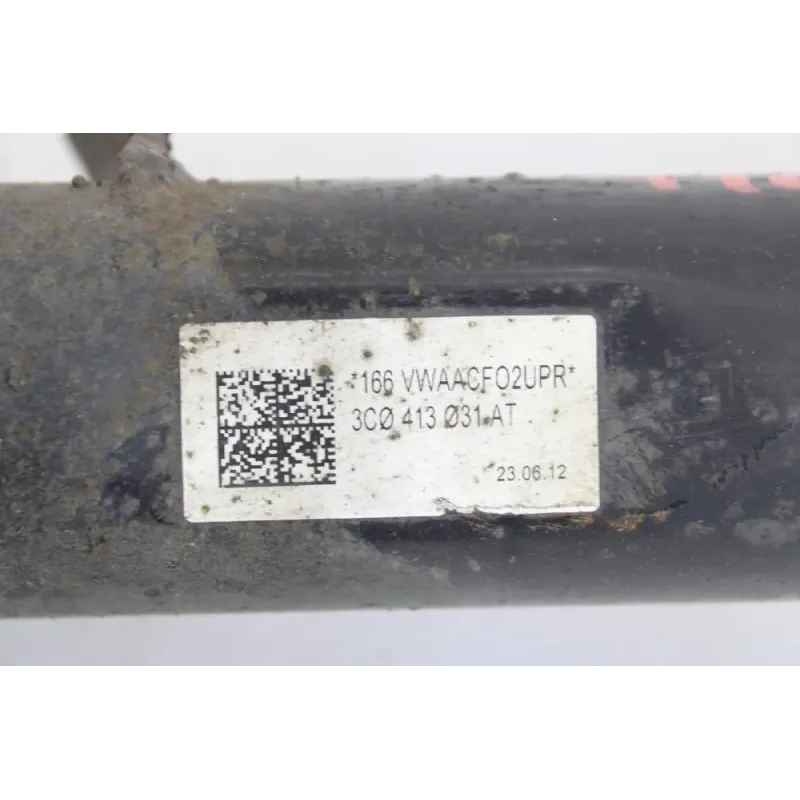 *166 VWAACFO2UPR*
3CØ 413 Ø31 AT
23.06.12